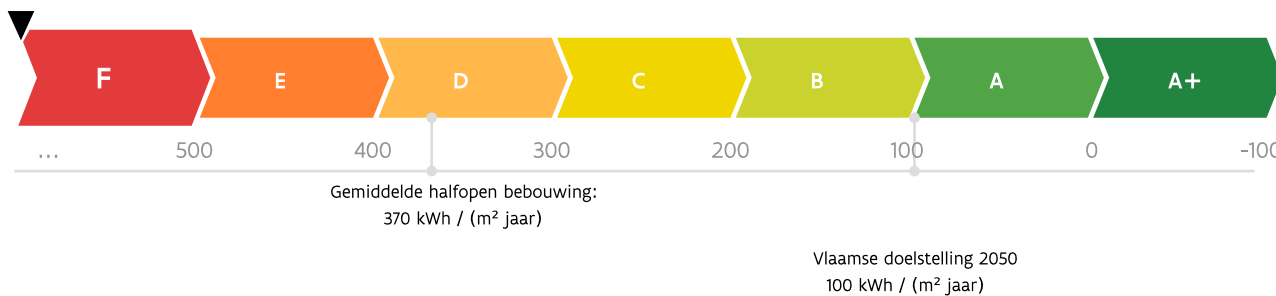 F E D C B A A+
... 500 400 300 200 100 0 -100
Gemiddelde halfopen bebouwing:
370 kWh / (m² jaar)
Vlaamse doelstelling 2050
100 kWh / (m² jaar)